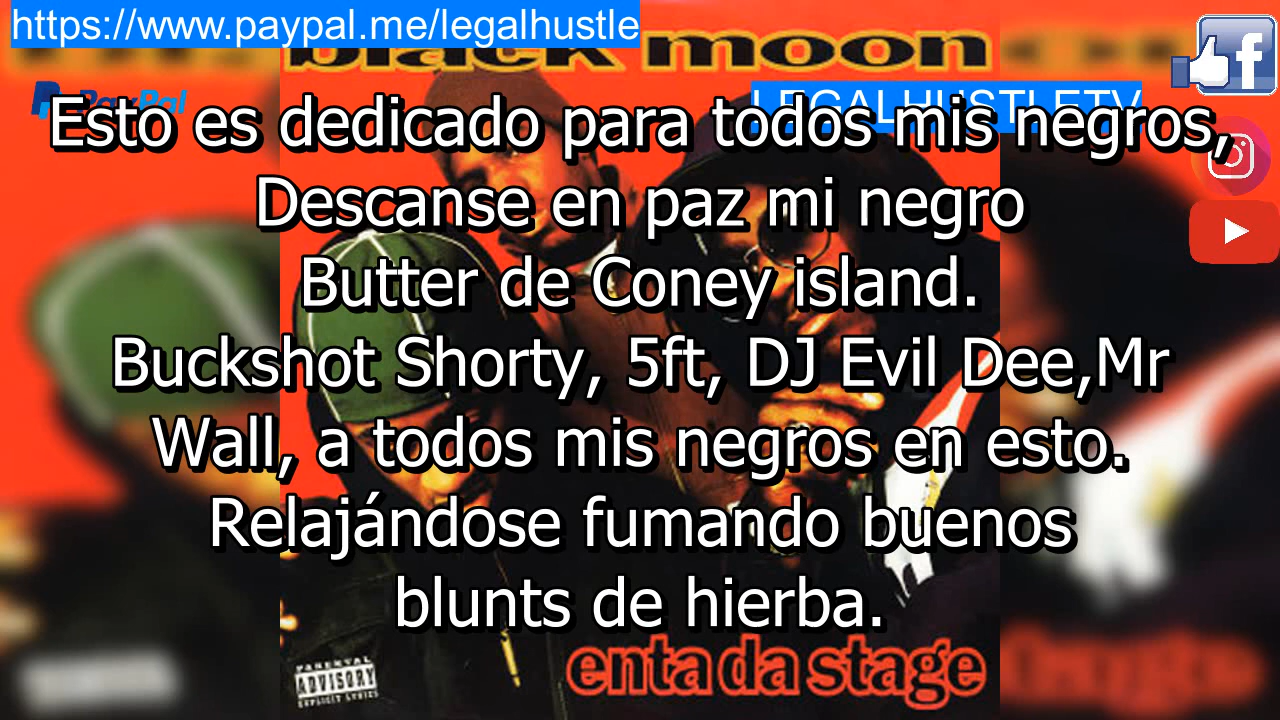 https://www.paypal.me/legalhustle
black moon
PayPal
LEGALHUSTLETV
Esto es dedicado para todos mis negros,
Descanse en paz mi negro
Butter de Coney island.
Buckshot Shorty, 5ft, DJ Evil Dee,Mr
Wall, a todos mis negros en esto.
Relajándose fumando buenos
blunts de hierba.
enta da stage
PARENTAL
ADVISORY
EXPLICIT LYRICS